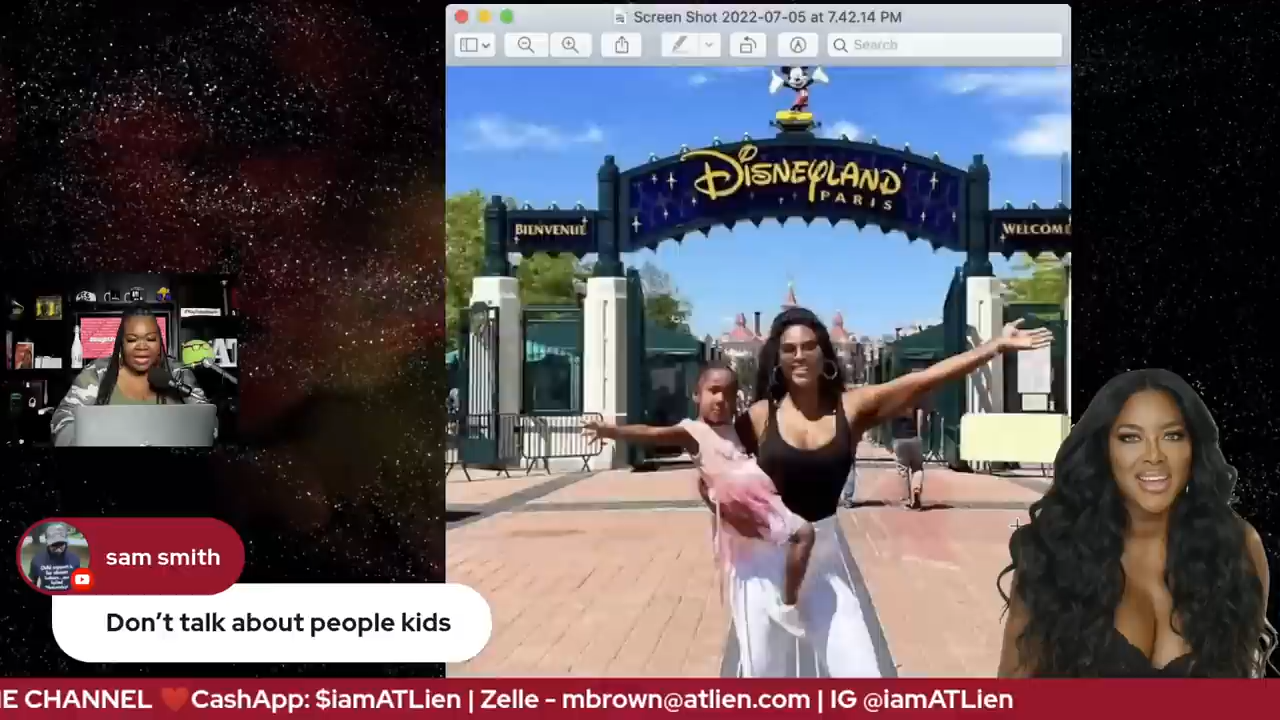 Screen Shot 2022-07-05 at 7.42.14 PM
Search
DISNEYLAND
PARIS
BIENVENUE
WELCOME
sam smith
Don't talk about people kids
E CHANNEL ❤️CashApp: $iamATLien | Zelle - mbrown@atlien.com | IG @iamATLien